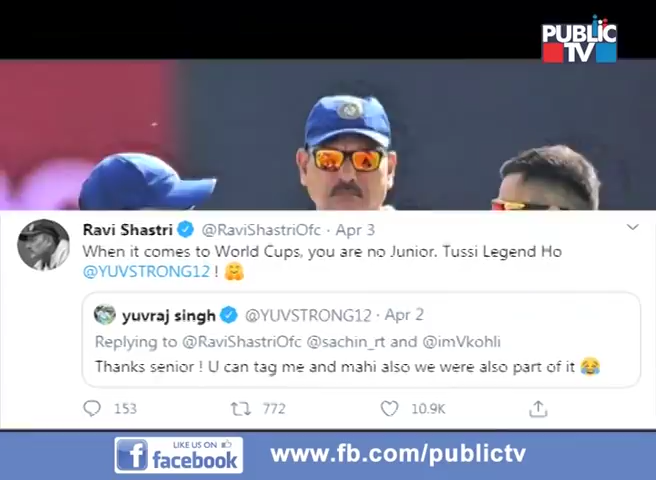 PUBLiC
TV
Ravi Shastri @RaviShastriOfc · Apr 3
When it comes to World Cups, you are no Junior. Tussi Legend Ho
@YUVSTRONG12 ! 🤗
yuvraj singh @YUVSTRONG12 · Apr 2
Replying to @RaviShastriOfc @sachin_rt and @imVkohli
Thanks senior ! U can tag me and mahi also we were also part of it 😂
153 772 10.9K
LIKE US ON
f facebook
www.fb.com/publictv